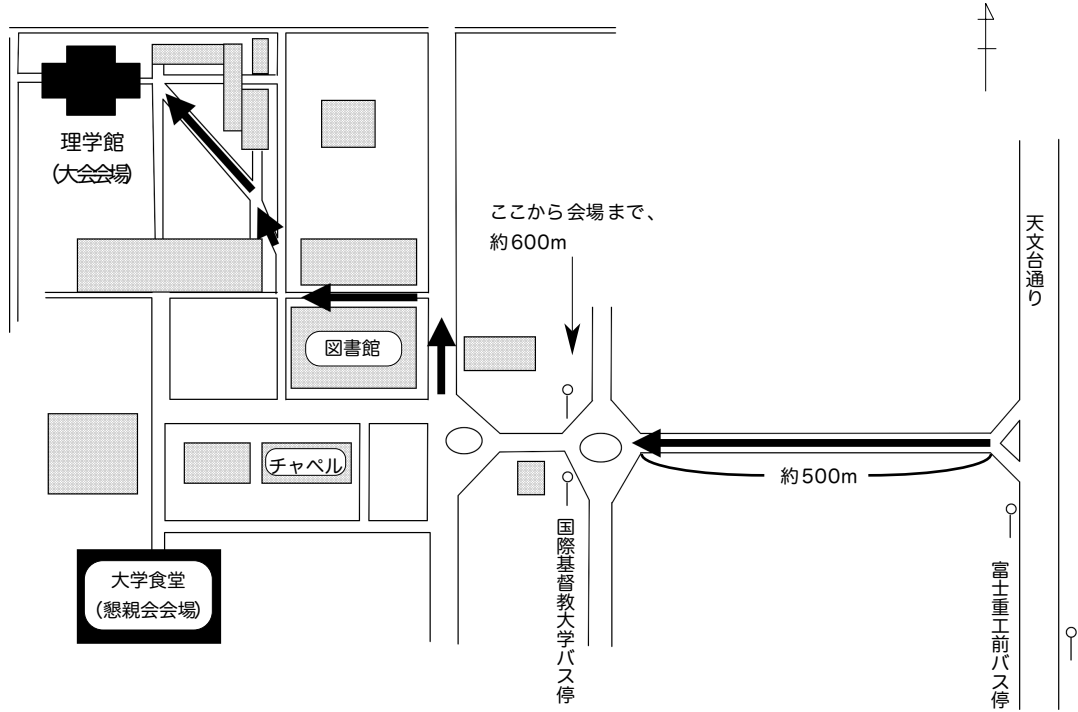 理学館
(大会会場)
ここから会場まで、
約600m
天文台通り
図書館
チャペル
約500m
国際基督教大学バス停
富士重工前バス停
大学食堂
(懇親会会場)